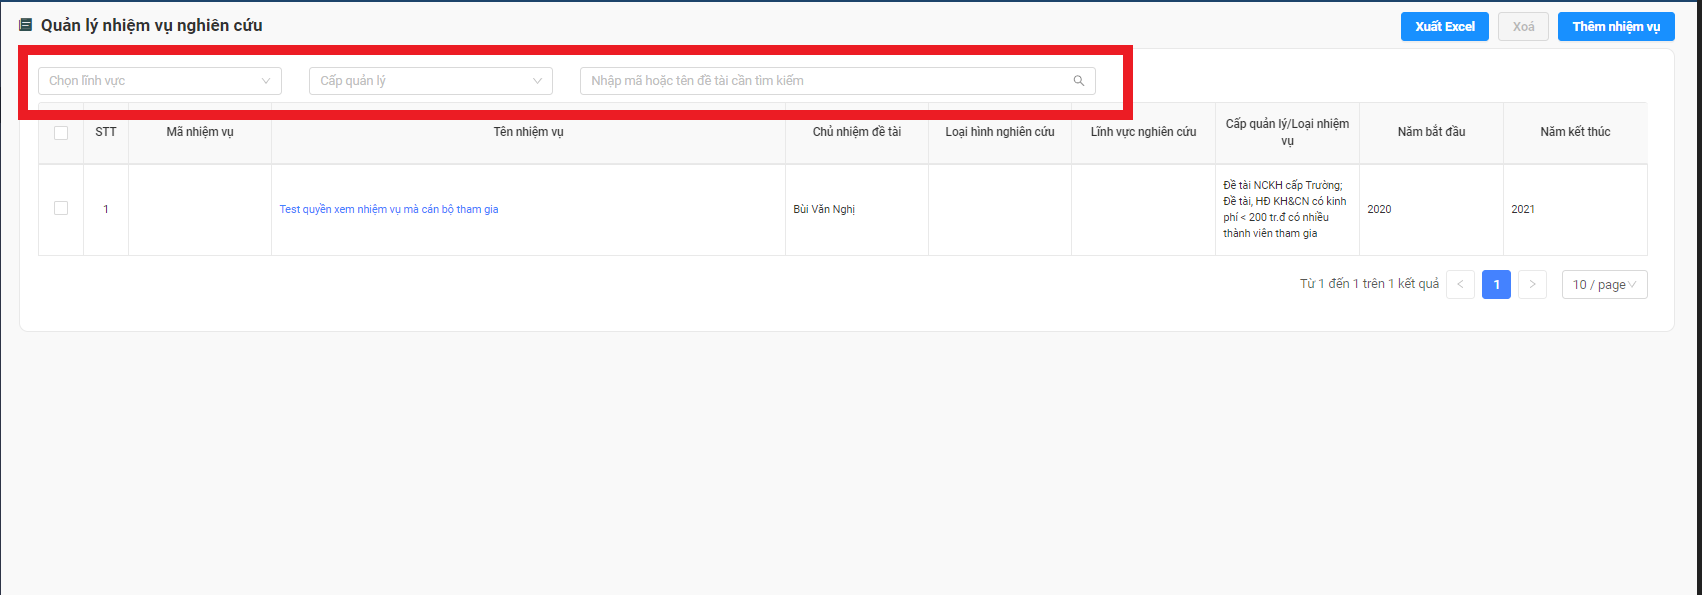 Quản lý nhiệm vụ nghiên cứu
Xuất Excel
Xoá
Thêm nhiệm vụ
Chọn lĩnh vực
Cấp quản lý
Nhập mã hoặc tên đề tài cần tìm kiếm
STT
Mã nhiệm vụ
Tên nhiệm vụ
Chủ nhiệm đề tài
Loại hình nghiên cứu
Lĩnh vực nghiên cứu
Cấp quản lý/Loại nhiệm
vụ
Năm bắt đầu
Năm kết thúc
1
Test quyền xem nhiệm vụ mà cán bộ tham gia
Bùi Văn Nghị
Đề tài NCKH cấp Trường;
Đề tài, HĐ KH&CN có kinh
phí < 200 tr.đ có nhiều
thành viên tham gia
2020
2021
Từ 1 đến 1 trên 1 kết quả
<
1
>
10 / page